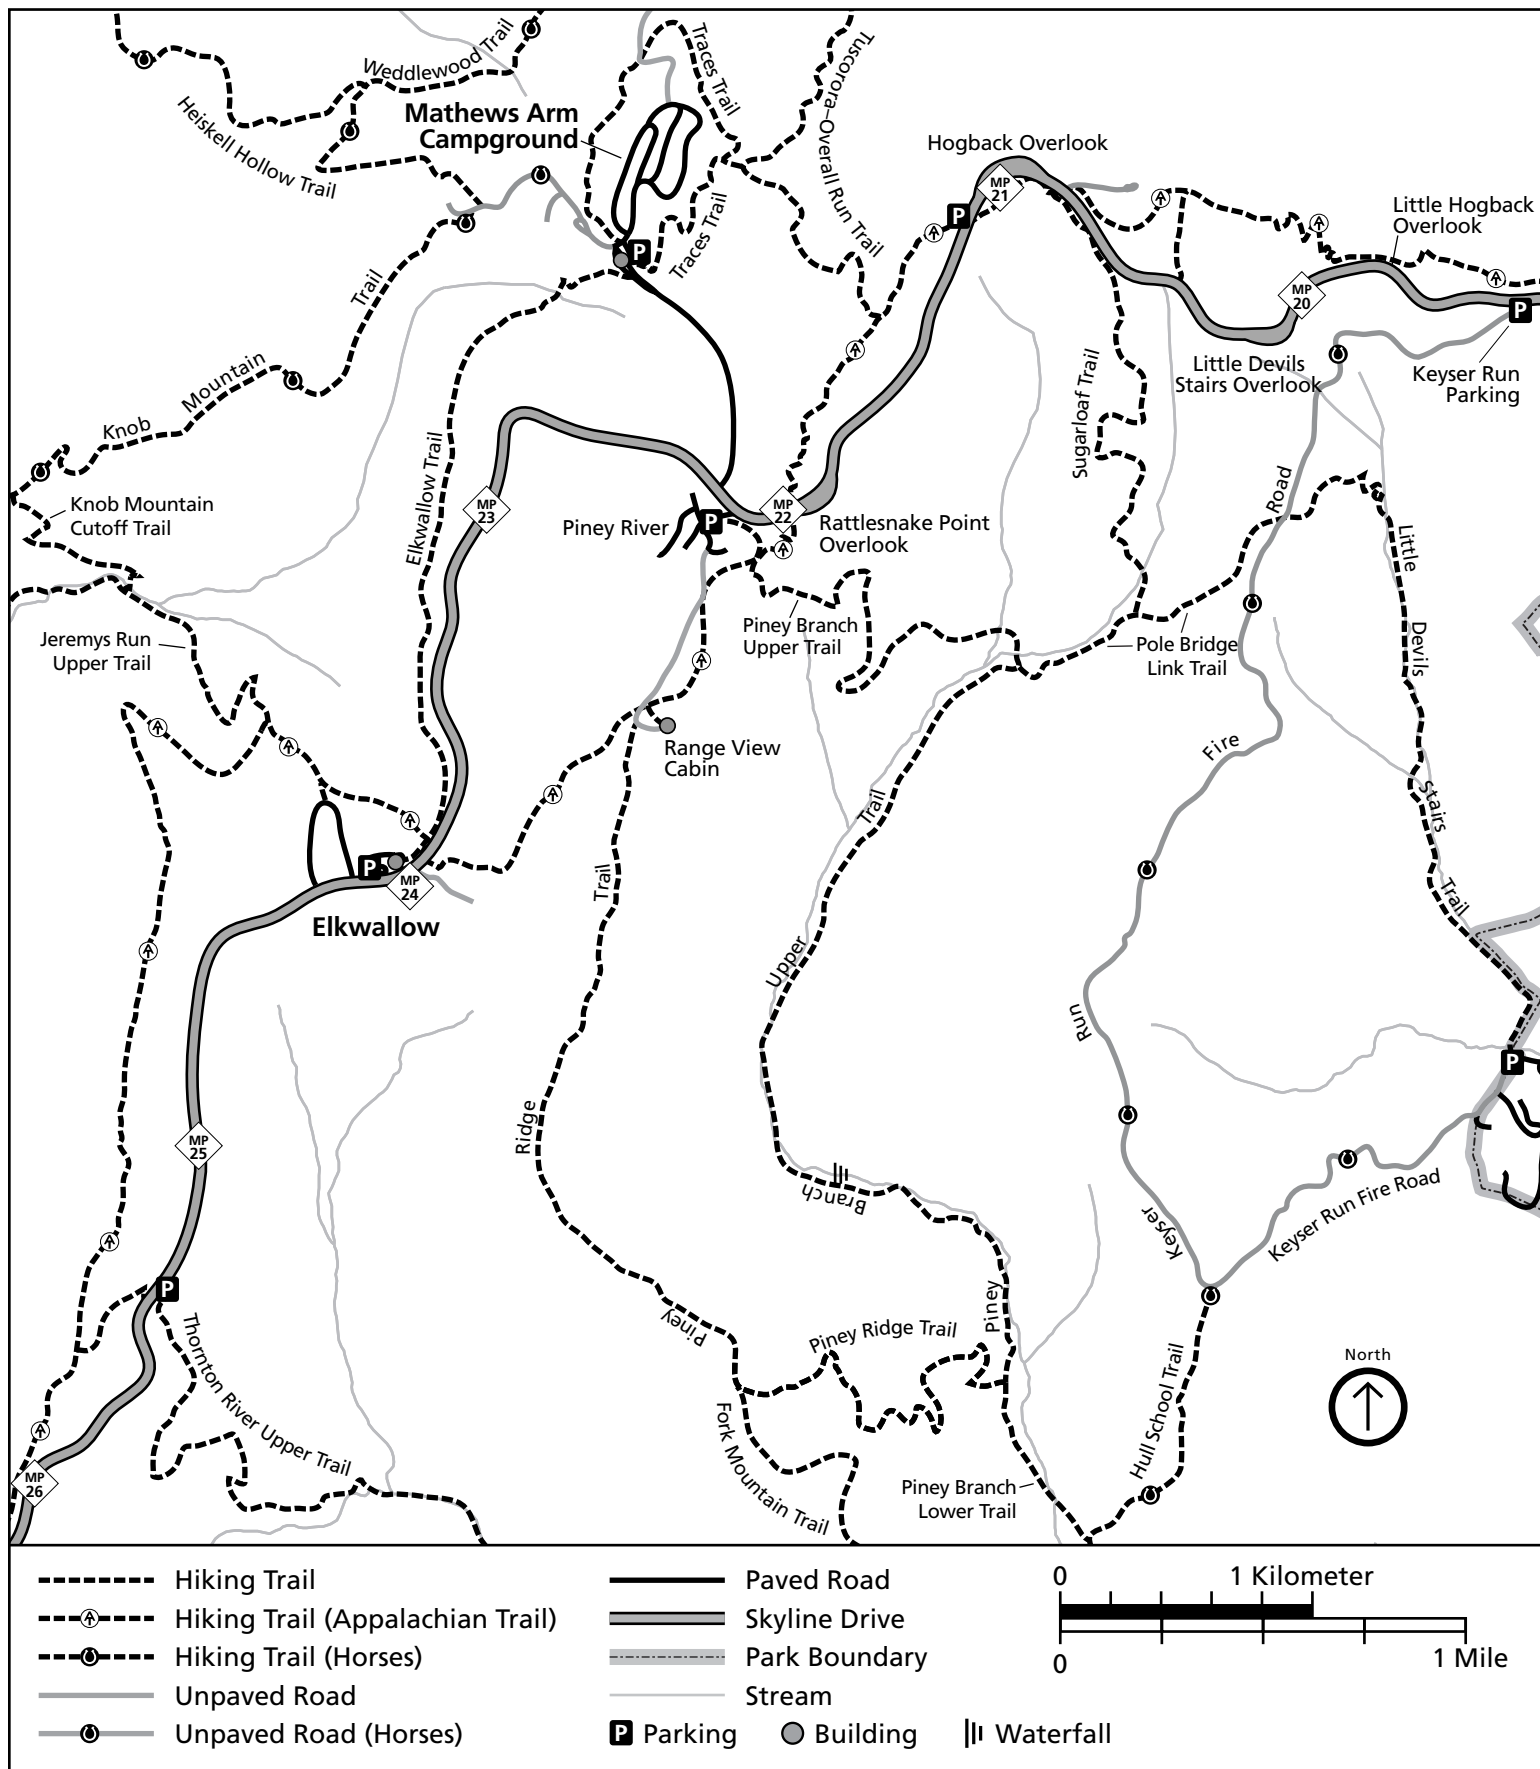 Weddlewood Trail
Heiskell Hollow Trail
Mathews Arm
Campground
Traces Trail
Tuscorora–Overall Run Trail
Traces Trail
Hogback Overlook
MP
21
P
P
Little Hogback
Overlook
MP
20
P
Little Devils
Stairs Overlook
Keyser Run
Parking
Knob Mountain Trail
Knob Mountain
Cutoff Trail
Elkwallow Trail
MP
23
Piney River
P
MP
22
Rattlesnake Point
Overlook
Sugarloaf Trail
Jeremys Run
Upper Trail
Piney Branch
Upper Trail
Pole Bridge
Link Trail
Little Devils Stairs Trail
Range View
Cabin
P
MP
24
Elkwallow
Keyser Run Fire Road
Piney Branch Upper Trail
Piney Ridge Trail
MP
25
P
P
Keyser Run Fire Road
Thornton River Upper Trail
Piney Ridge Trail
Fork Mountain Trail
Hull School Trail
Piney Branch
Lower Trail
MP
26
North
Hiking Trail
Hiking Trail (Appalachian Trail)
Hiking Trail (Horses)
Unpaved Road
Unpaved Road (Horses)
Paved Road
Skyline Drive
Park Boundary
Stream
P Parking
Building
Waterfall
0 1 Kilometer
0 1 Mile